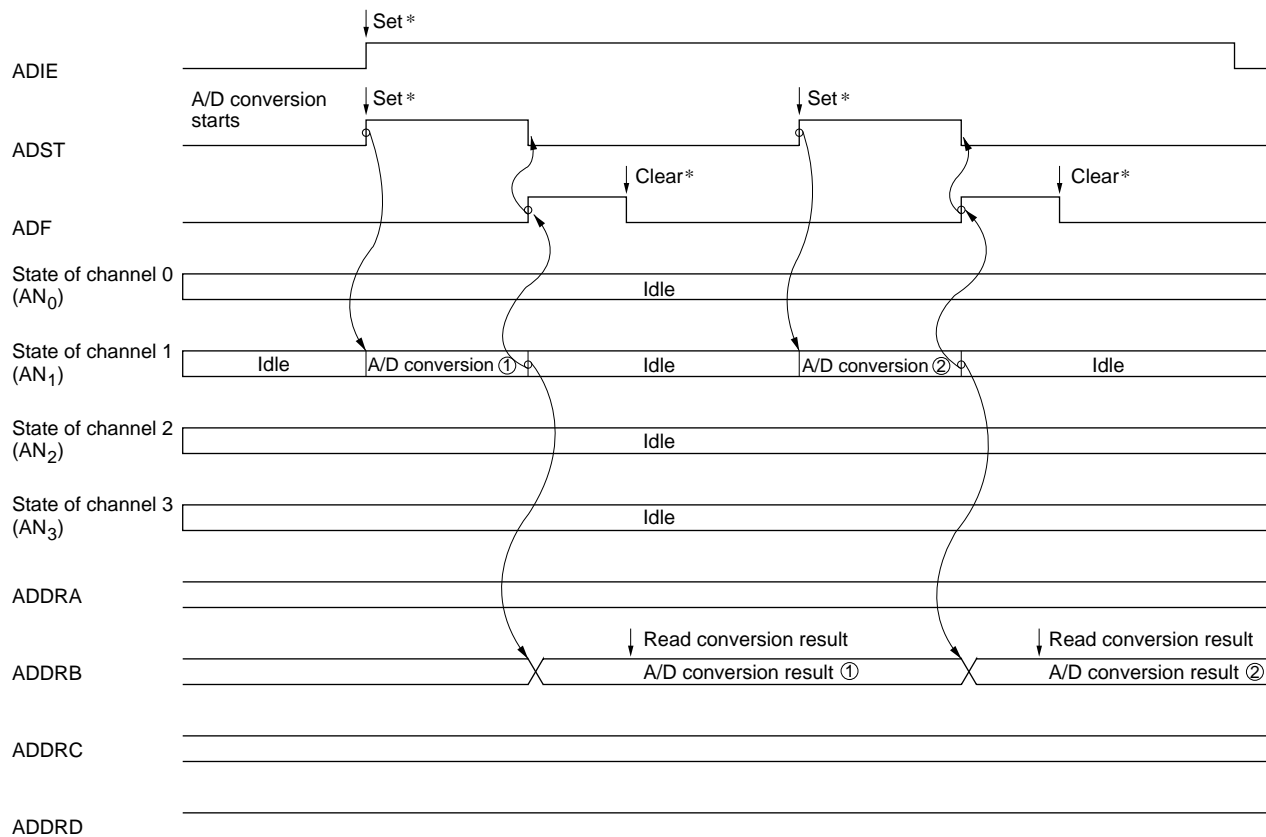 Set*
ADIE
A/D conversion
starts
Set*
Set*
ADST
Clear*
Clear*
ADF
State of channel 0
(AN0)
Idle
State of channel 1
(AN1)
Idle
A/D conversion ①
Idle
A/D conversion ②
Idle
State of channel 2
(AN2)
Idle
State of channel 3
(AN3)
Idle
ADDRA
Read conversion result
Read conversion result
ADDRB
A/D conversion result ①
A/D conversion result ②
ADDRC
ADDRD